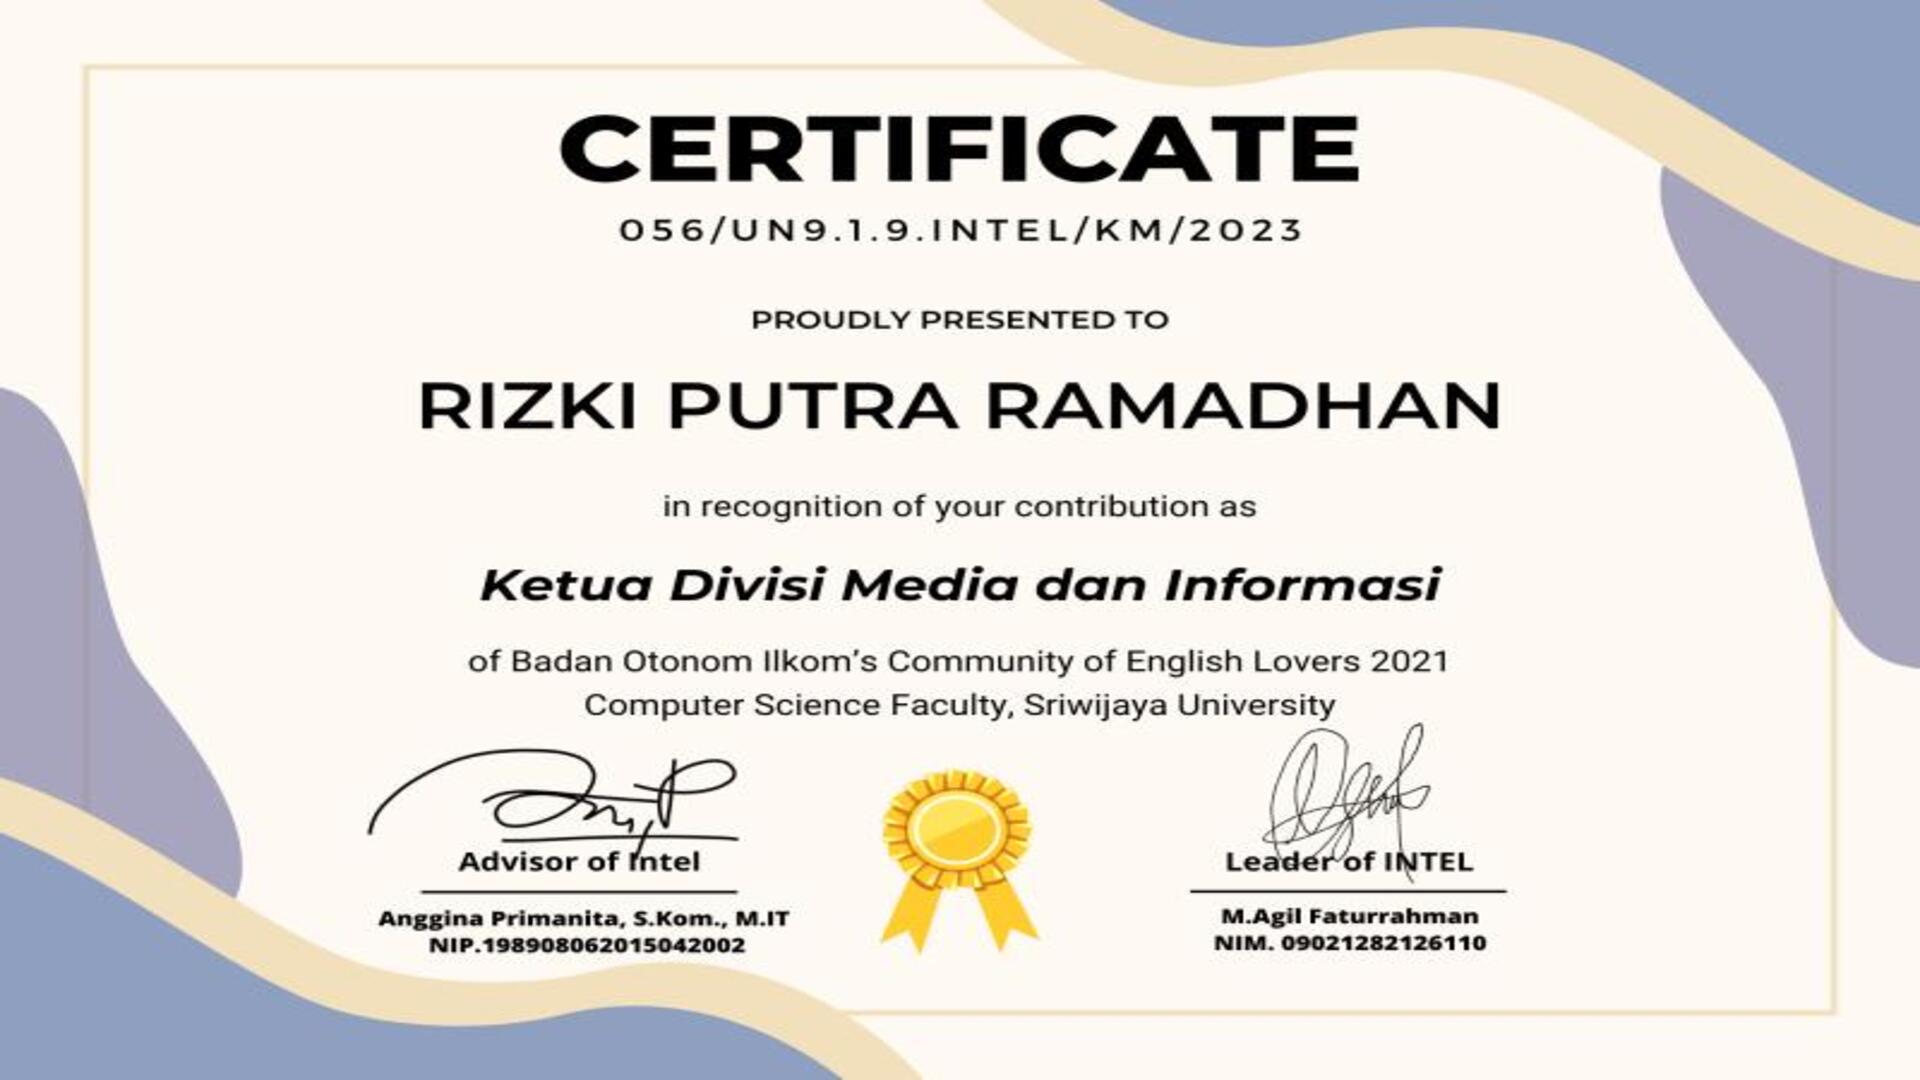 CERTIFICATE
056/UN9.1.9.INTEL/KM/2023
PROUDLY PRESENTED TO
RIZKI PUTRA RAMADHAN
in recognition of your contribution as
Ketua Divisi Media dan Informasi
of Badan Otonom Ilkom’s Community of English Lovers 2021
Computer Science Faculty, Sriwijaya University
Advisor of Intel
Anggina Primanita, S.Kom., M.IT
NIP.198908062015042002
Leader of INTEL
M.Agil Faturrahman
NIM. 09021282126110